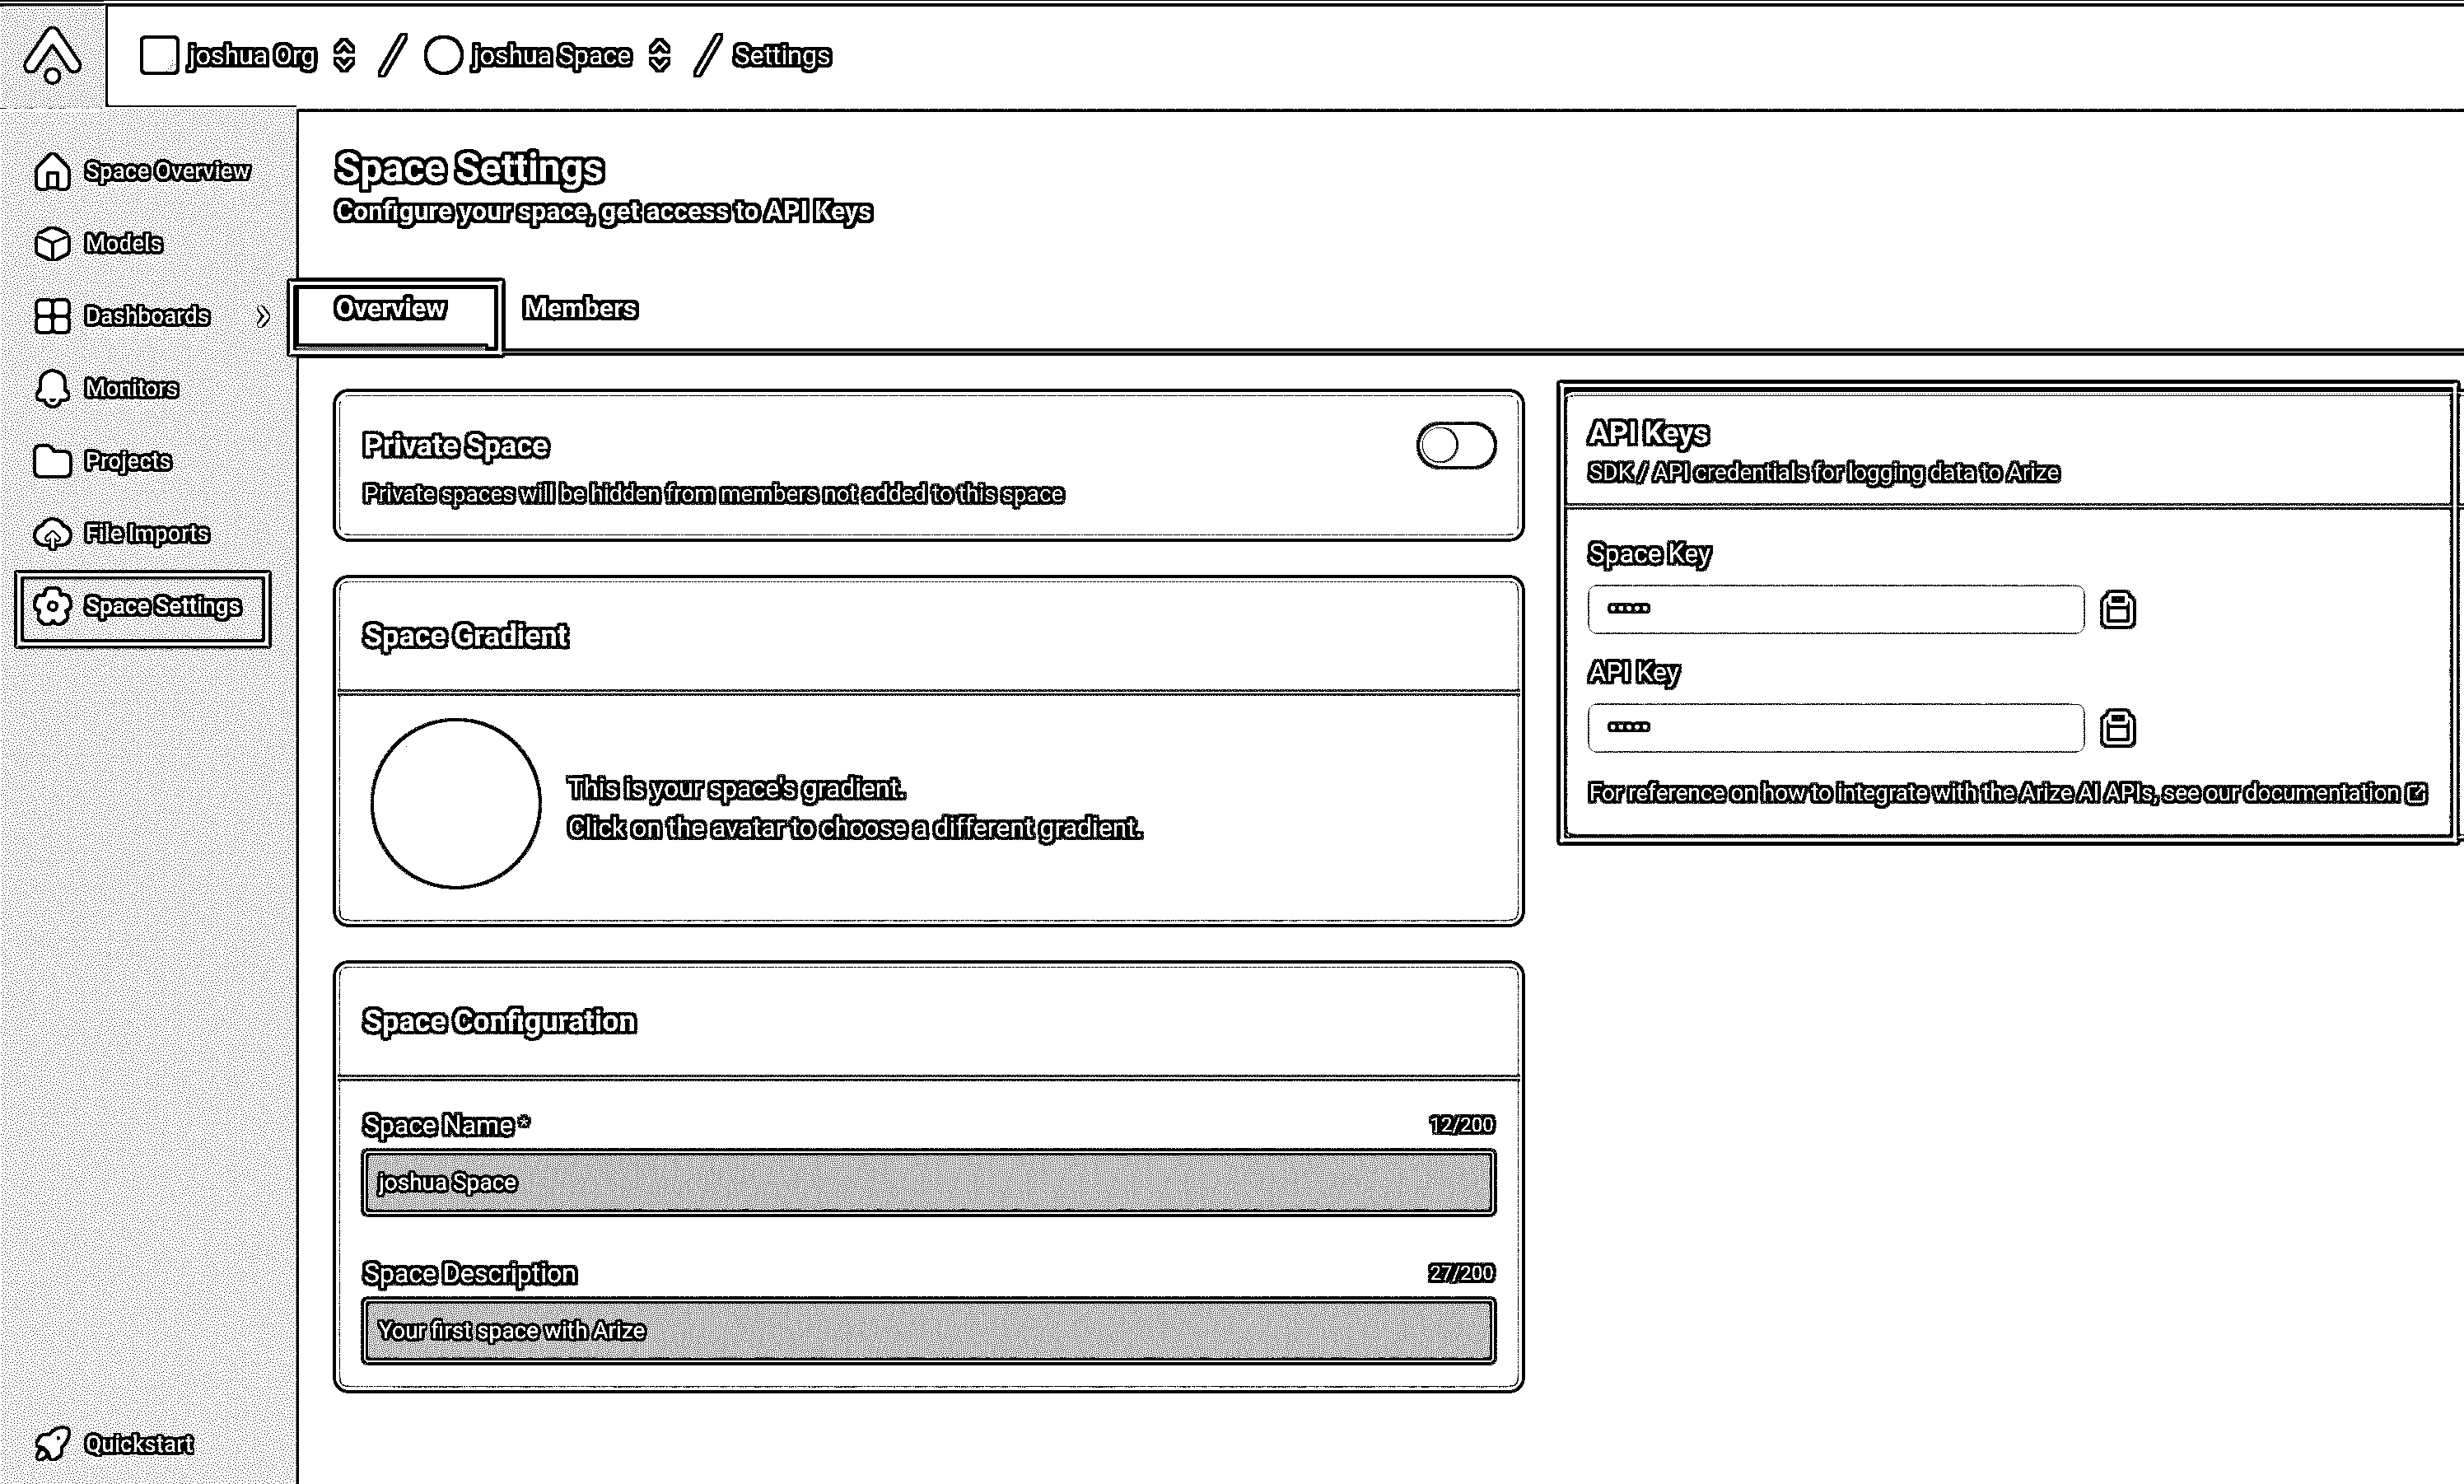 joshua Org / joshua Space / Settings
Space Overview
Models
Dashboards
Monitors
Projects
File Imports
Space Settings
Quickstart
Space Settings
Configure your space, get access to API Keys
Overview Members
Private Space
Private spaces will be hidden from members not added to this space
Space Gradient
This is your space's gradient.
Click on the avatar to choose a different gradient.
Space Configuration
Space Name * 12/200
joshua Space
Space Description 27/200
Your first space with Arize
API Keys
SDK / API credentials for logging data to Arize
Space Key
•••••
API Key
•••••
For reference on how to integrate with the Arize AI APIs, see our documentation